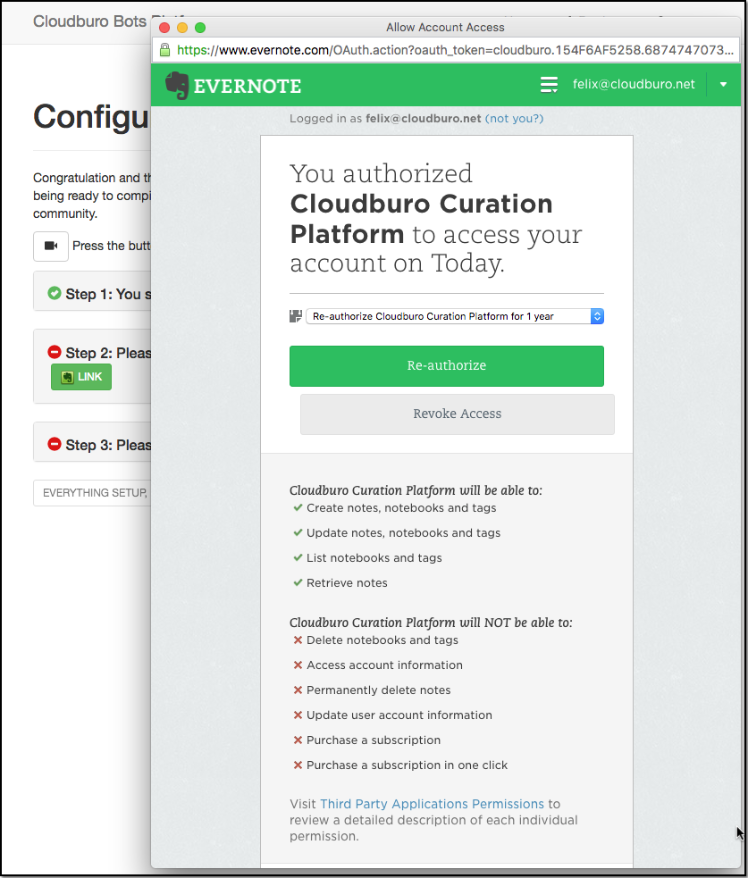 Cloudburo Bots
Allow Account Access
https://www.evernote.com/OAuth.action?oauth_token=cloudburo.154F6AF5258.6874747073...
EVERNOTE
felix@cloudburo.net
Logged in as felix@cloudburo.net (not you?)
Configu
Congratulation and th
being ready to compi
community.
Press the butt
Step 1: You s
Step 2: Pleas
LINK
Step 3: Pleas
EVERYTHING SETUP,
You authorized
Cloudburo Curation
Platform to access your
account on Today.
Re-authorize Cloudburo Curation Platform for 1 year
Re-authorize
Revoke Access
Cloudburo Curation Platform will be able to:
Create notes, notebooks and tags
Update notes, notebooks and tags
List notebooks and tags
Retrieve notes
Cloudburo Curation Platform will NOT be able to:
Delete notebooks and tags
Access account information
Permanently delete notes
Update user account information
Purchase a subscription
Purchase a subscription in one click
Visit Third Party Applications Permissions to
review a detailed description of each individual
permission.